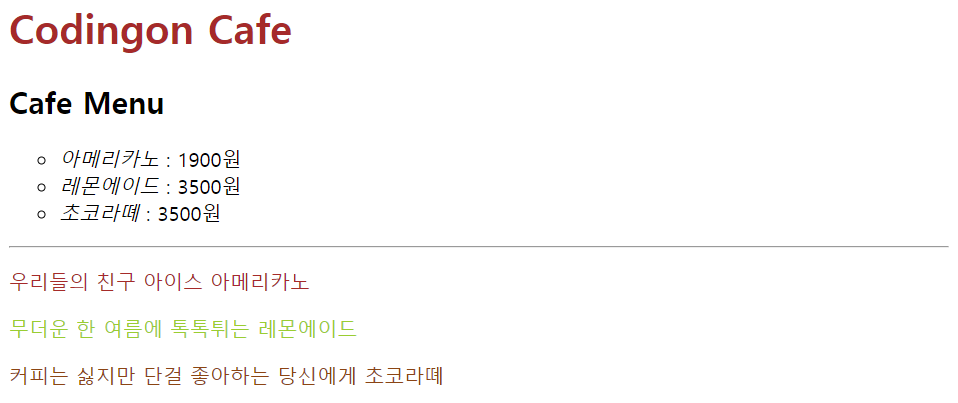 Codingon Cafe
Cafe Menu
아메리카노 : 1900원
레몬에이드 : 3500원
초코라떼 : 3500원
우리들의 친구 아이스 아메리카노
무더운 한 여름에 톡톡튀는 레몬에이드
커피는 싫지만 단걸 좋아하는 당신에게 초코라떼